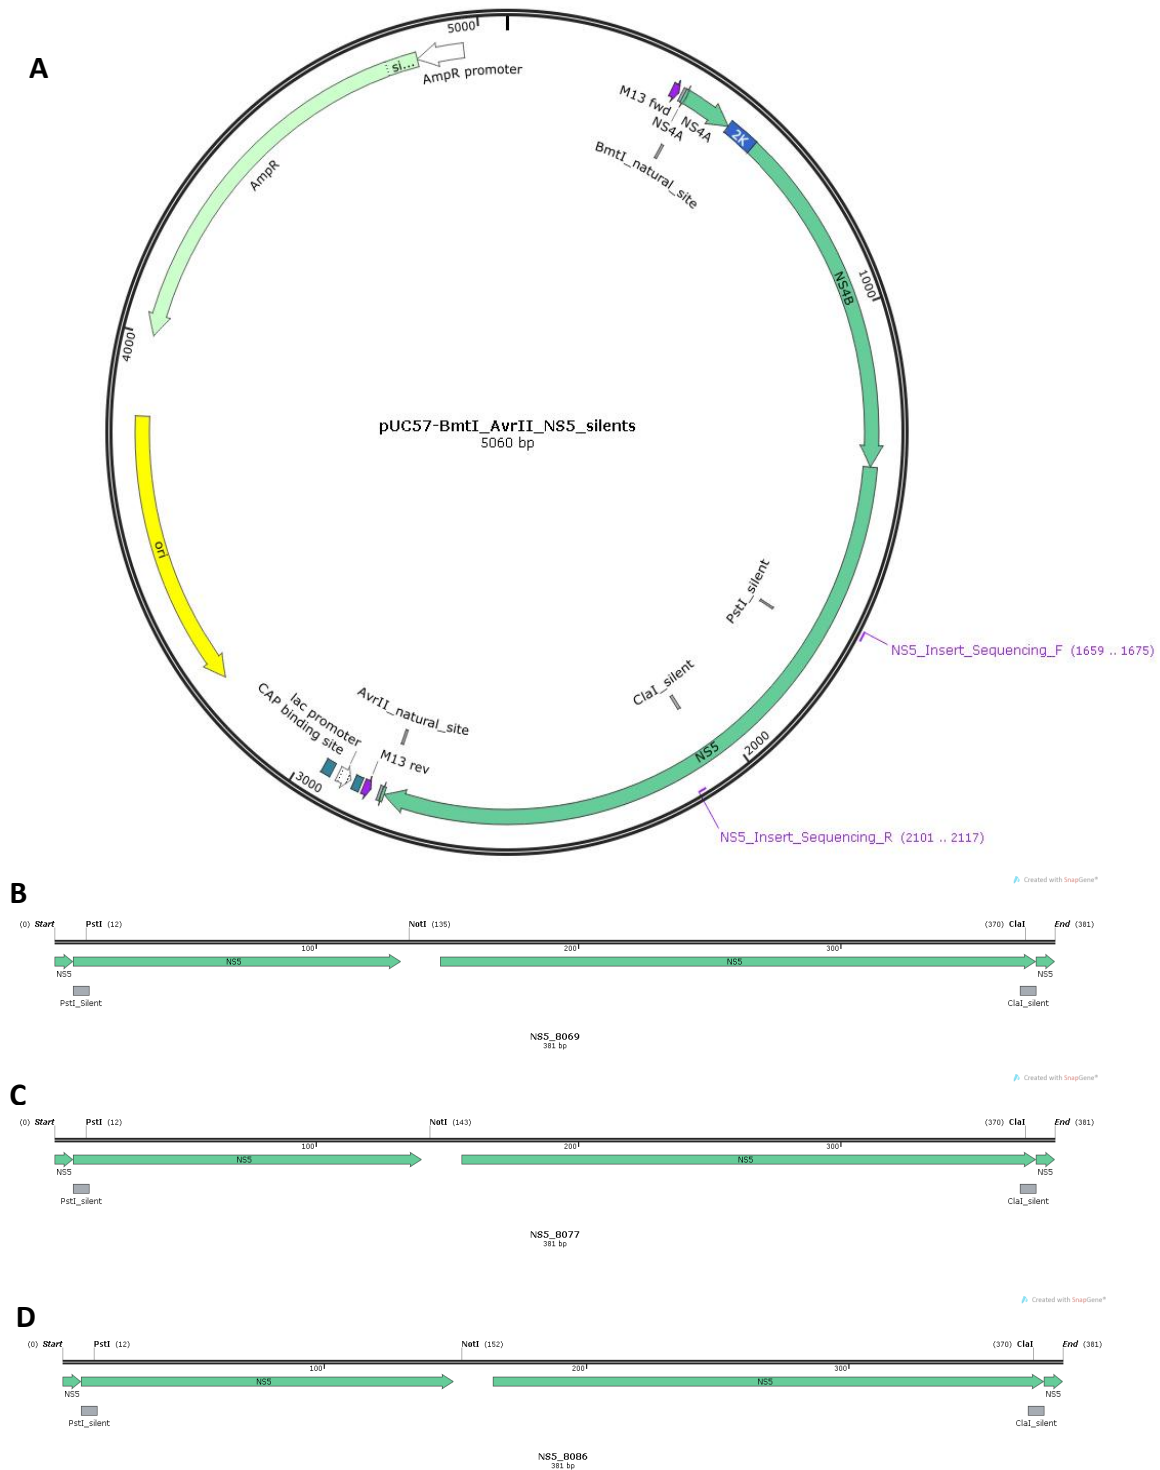 A
5000
si...
AmpR promoter
AmpR
M13 fwd
NS4A
NS4A
2K
BmtI_natural_site
NS4B
1000
4000
pUC57-BmtI_AvrII_NS5_silents
5060 bp
ori
PstI_silent
NS5_Insert_Sequencing_F (1659 .. 1675)
ClaI_silent
NS5
2000
AvrII_natural_site
lac promoter
CAP binding site
M13 rev
3000
NS5_Insert_Sequencing_R (2101 .. 2117)
Created with SnapGene®
B
(0) Start PstI (12) NotI (135) (370) ClaI End (381)
100 200 300
NS5 NS5
NS5 NS5
PstI_Silent ClaI_silent
NS5_8069
381 bp
Created with SnapGene®
C
(0) Start PstI (12) NotI (143) (370) ClaI End (381)
100 200 300
NS5 NS5
NS5 NS5
PstI_silent ClaI_silent
NS5_8077
381 bp
Created with SnapGene®
D
(0) Start PstI (12) NotI (152) (370) ClaI End (381)
100 200 300
NS5 NS5
NS5 NS5
PstI_silent ClaI_silent
NS5_8086
381 bp